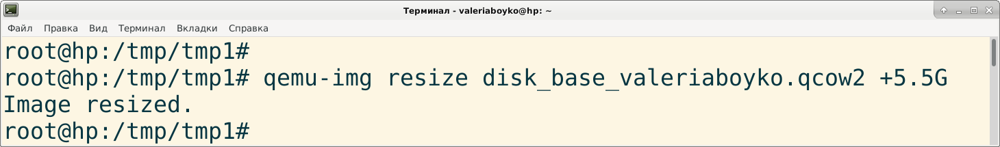 Терминал - valeriaboyko@hp: ~
Файл Правка Вид Терминал Вкладки Справка
root@hp:/tmp/tmp1#
root@hp:/tmp/tmp1# qemu-img resize disk_base_valeriaboyko.qcow2 +5.5G
Image resized.
root@hp:/tmp/tmp1#